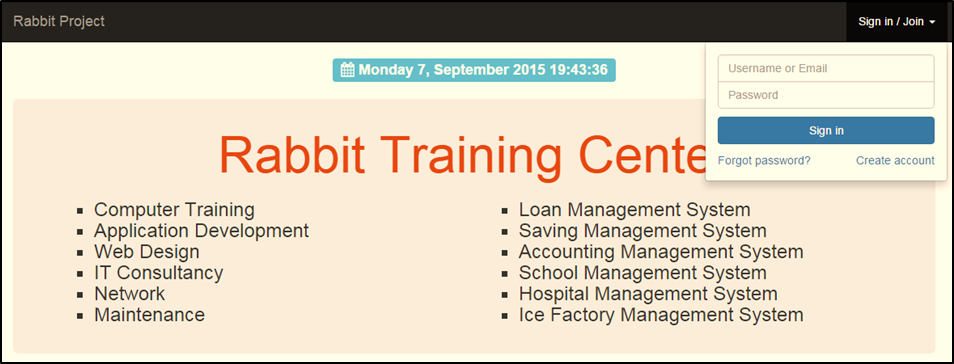 Rabbit Project
Sign in / Join
Monday 7, September 2015 19:43:36
Username or Email
Password
Sign in
Forgot password? Create account
Rabbit Training Cente
Computer Training
Application Development
Web Design
IT Consultancy
Network
Maintenance
Loan Management System
Saving Management System
Accounting Management System
School Management System
Hospital Management System
Ice Factory Management System